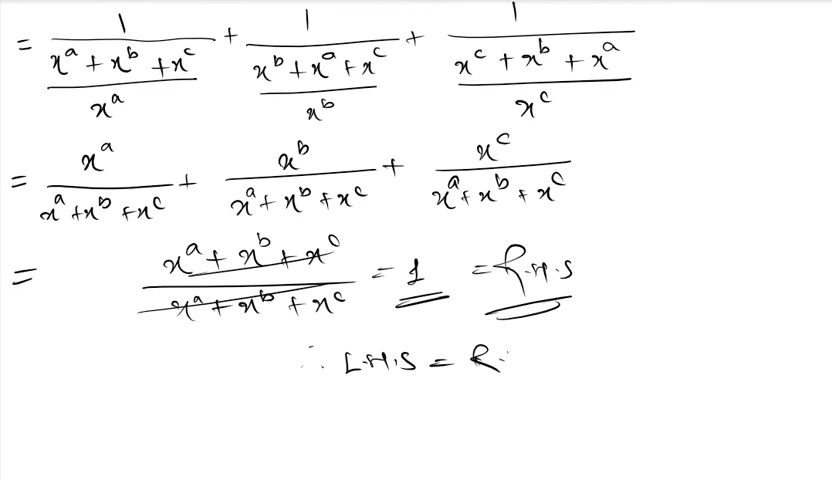 = 1/((x^a + x^b + x^c)/x^a) + 1/((x^b + x^a + x^c)/x^b) + 1/((x^c + x^b + x^a)/x^c)
= x^a/(x^a + x^b + x^c) + x^b/(x^a + x^b + x^c) + x^c/(x^a + x^b + x^c)
= (x^a + x^b + x^c)/(x^a + x^b + x^c) = 1 = R.H.S
∴ L.H.S = R.